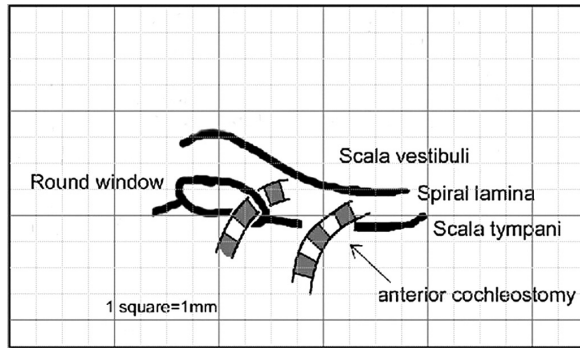 Scala vestibuli
Round window
Spiral lamina
Scala tympani
anterior cochleostomy
1 square=1mm